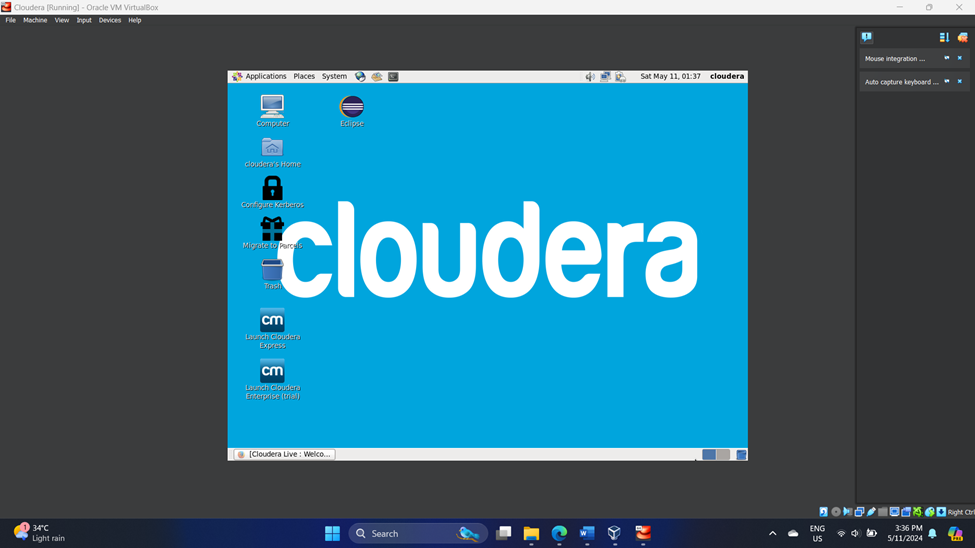 Cloudera [Running] - Oracle VM VirtualBox
File Machine View Input Devices Help
Mouse integration ...
Auto capture keyboard ...
Applications Places System
Sat May 11, 01:37 cloudera
Computer
Eclipse
cloudera's Home
Configure Kerberos
Migrate to Parcels
Trash
cloudera
cm
Launch Cloudera
Express
cm
Launch Cloudera
Enterprise (trial)
[Cloudera Live : Welco...
Right Ctrl
1
34°C
Light rain
Search
ENG
US
3:36 PM
5/11/2024